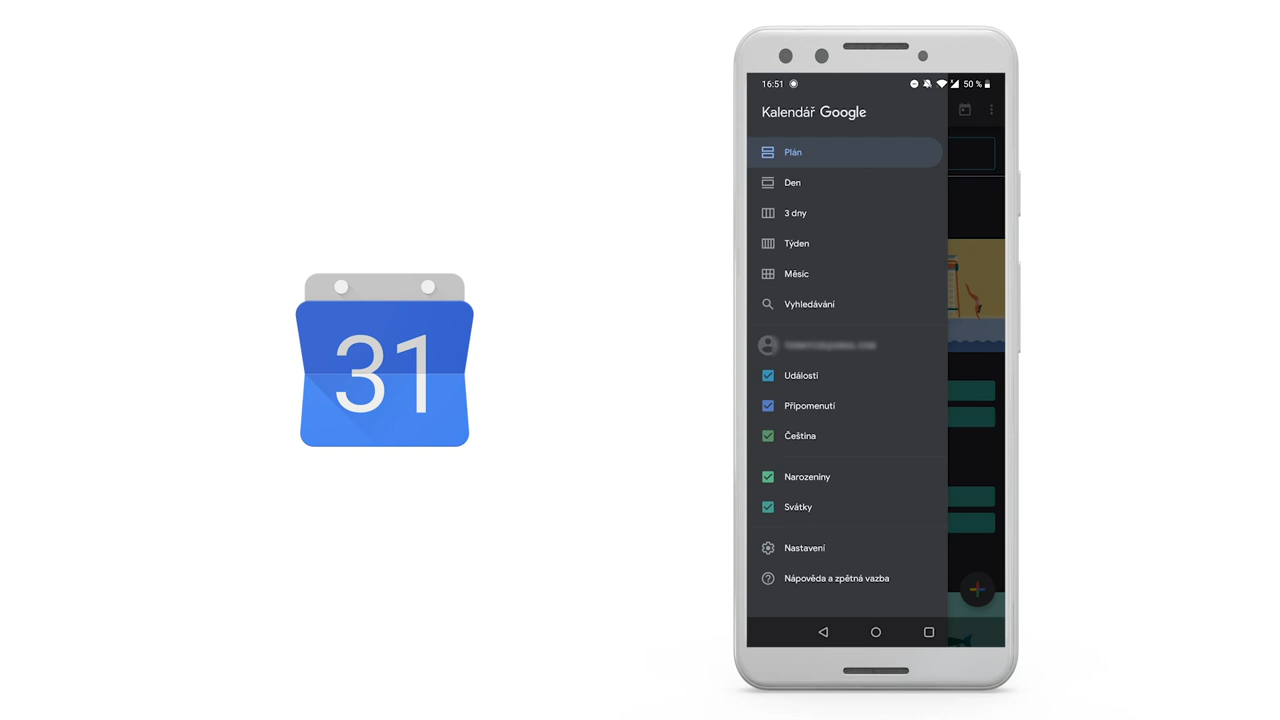 31
16:51 50 %
Kalendář Google
Plán
Den
3 dny
Týden
Měsíc
Vyhledávání
Události
Připomenutí
Čeština
Narozeniny
Svátky
Nastavení
Nápověda a zpětná vazba